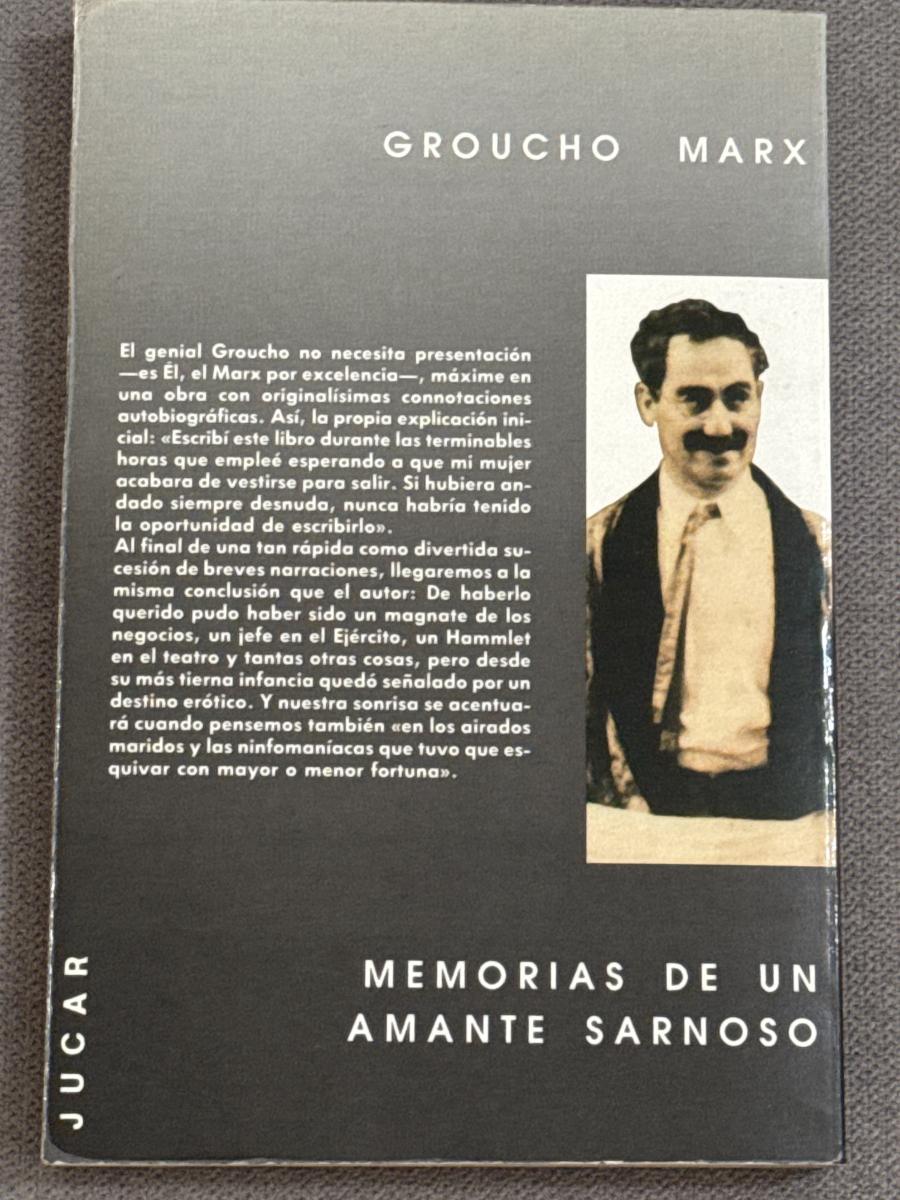 GROUCHO MARX
El genial Groucho no necesita presentación
—es Él, el Marx por excelencia—, máxime en
una obra con originalísimas connotaciones
autobiográficas. Así, la propia explicación ini-
cial: «Escribí este libro durante las terminables
horas que empleé esperando a que mi mujer
acabara de vestirse para salir. Si hubiera an-
dado siempre desnuda, nunca habría tenido
la oportunidad de escribirlo».
Al final de una tan rápida como divertida su-
cesión de breves narraciones, llegaremos a la
misma conclusión que el autor: De haberlo
querido pudo haber sido un magnate de los
negocios, un jefe en el Ejército, un Hammlet
en el teatro y tantas otras cosas, pero desde
su más tierna infancia quedó señalado por un
destino erótico. Y nuestra sonrisa se acentua-
rá cuando pensemos también «en los airados
maridos y las ninfomaníacas que tuvo que es-
quivar con mayor o menor fortuna».
MEMORIAS DE UN
AMANTE SARNOSO
JUCAR